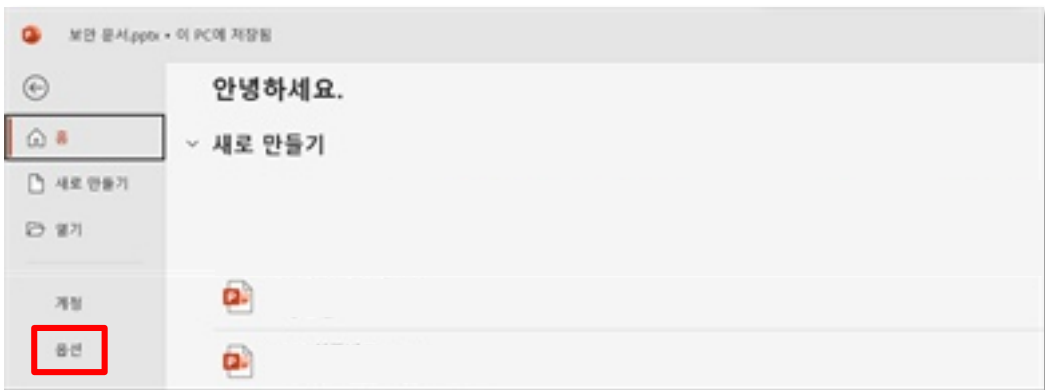 보안 문서.pptx • 이 PC에 저장됨
안녕하세요.
홈
새로 만들기
새로 만들기
열기
계정
옵션